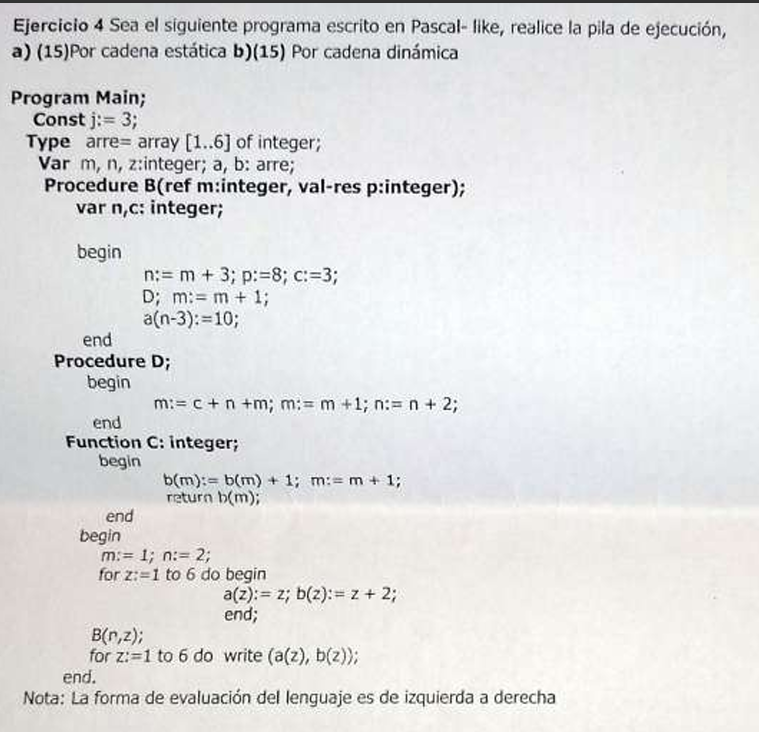 Ejercicio 4 Sea el siguiente programa escrito en Pascal- like, realice la pila de ejecución,
a) (15)Por cadena estática b)(15) Por cadena dinámica
Program Main;
Const j:= 3;
Type arre= array [1..6] of integer;
Var m, n, z:integer; a, b: arre;
Procedure B(ref m:integer, val-res p:integer);
var n,c: integer;
begin
n:= m + 3; p:=8; c:=3;
D; m:= m + 1;
a(n-3):=10;
end
Procedure D;
begin
m:= c + n +m; m:= m +1; n:= n + 2;
end
Function C: integer;
begin
b(m):= b(m) + 1; m:= m + 1;
return b(m);
end
begin
m:= 1; n:= 2;
for z:=1 to 6 do begin
a(z):= z; b(z):= z + 2;
end;
B(n,z);
for z:=1 to 6 do write (a(z), b(z));
end.
Nota: La forma de evaluación del lenguaje es de izquierda a derecha